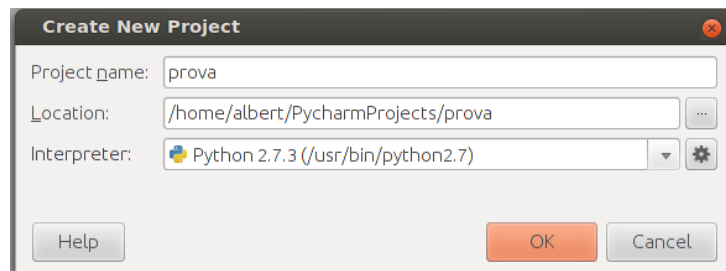 Create New Project
Project name: prova
Location: /home/albert/PycharmProjects/prova ...
Interpreter: Python 2.7.3 (/usr/bin/python2.7)
Help OK Cancel